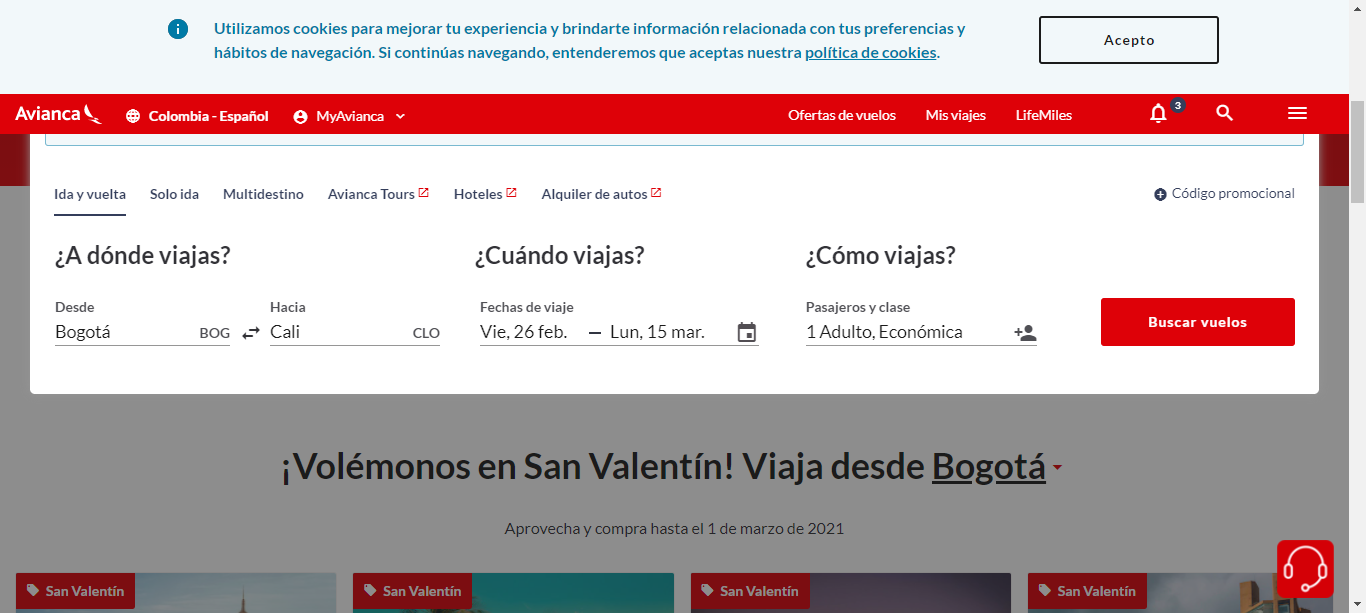 Utilizamos cookies para mejorar tu experiencia y brindarte información relacionada con tus preferencias y
hábitos de navegación. Si continúas navegando, entenderemos que aceptas nuestra política de cookies.
Acepto
Avianca
Colombia - Español
MyAvianca
Ofertas de vuelos
Mis viajes
LifeMiles
3
Ida y vuelta
Solo ida
Multidestino
Avianca Tours
Hoteles
Alquiler de autos
Código promocional
¿A dónde viajas?
¿Cuándo viajas?
¿Cómo viajas?
Desde
Hacia
Fechas de viaje
Pasajeros y clase
Bogotá BOG
Cali CLO
Vie, 26 feb. — Lun, 15 mar.
1 Adulto, Económica
Buscar vuelos
¡Volémonos en San Valentín! Viaja desde Bogotá
Aprovecha y compra hasta el 1 de marzo de 2021
San Valentín
San Valentín
San Valentín
San Valentín